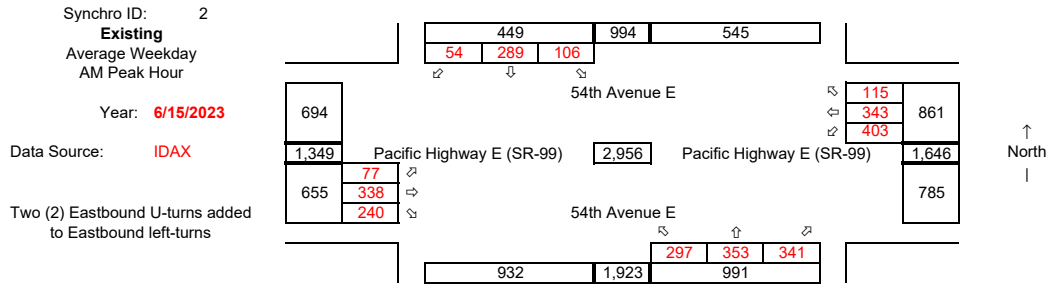 Synchro ID: 2
Existing
Average Weekday
AM Peak Hour
Year: 6/15/2023
Data Source: IDAX
Two (2) Eastbound U-turns added
to Eastbound left-turns
449 994 545
54 289 106
54th Avenue E
694
115
343
403
861
1,349 Pacific Highway E (SR-99) 2,956 Pacific Highway E (SR-99) 1,646
655
77
338
240
785
54th Avenue E
297 353 341
932 1,923 991
North